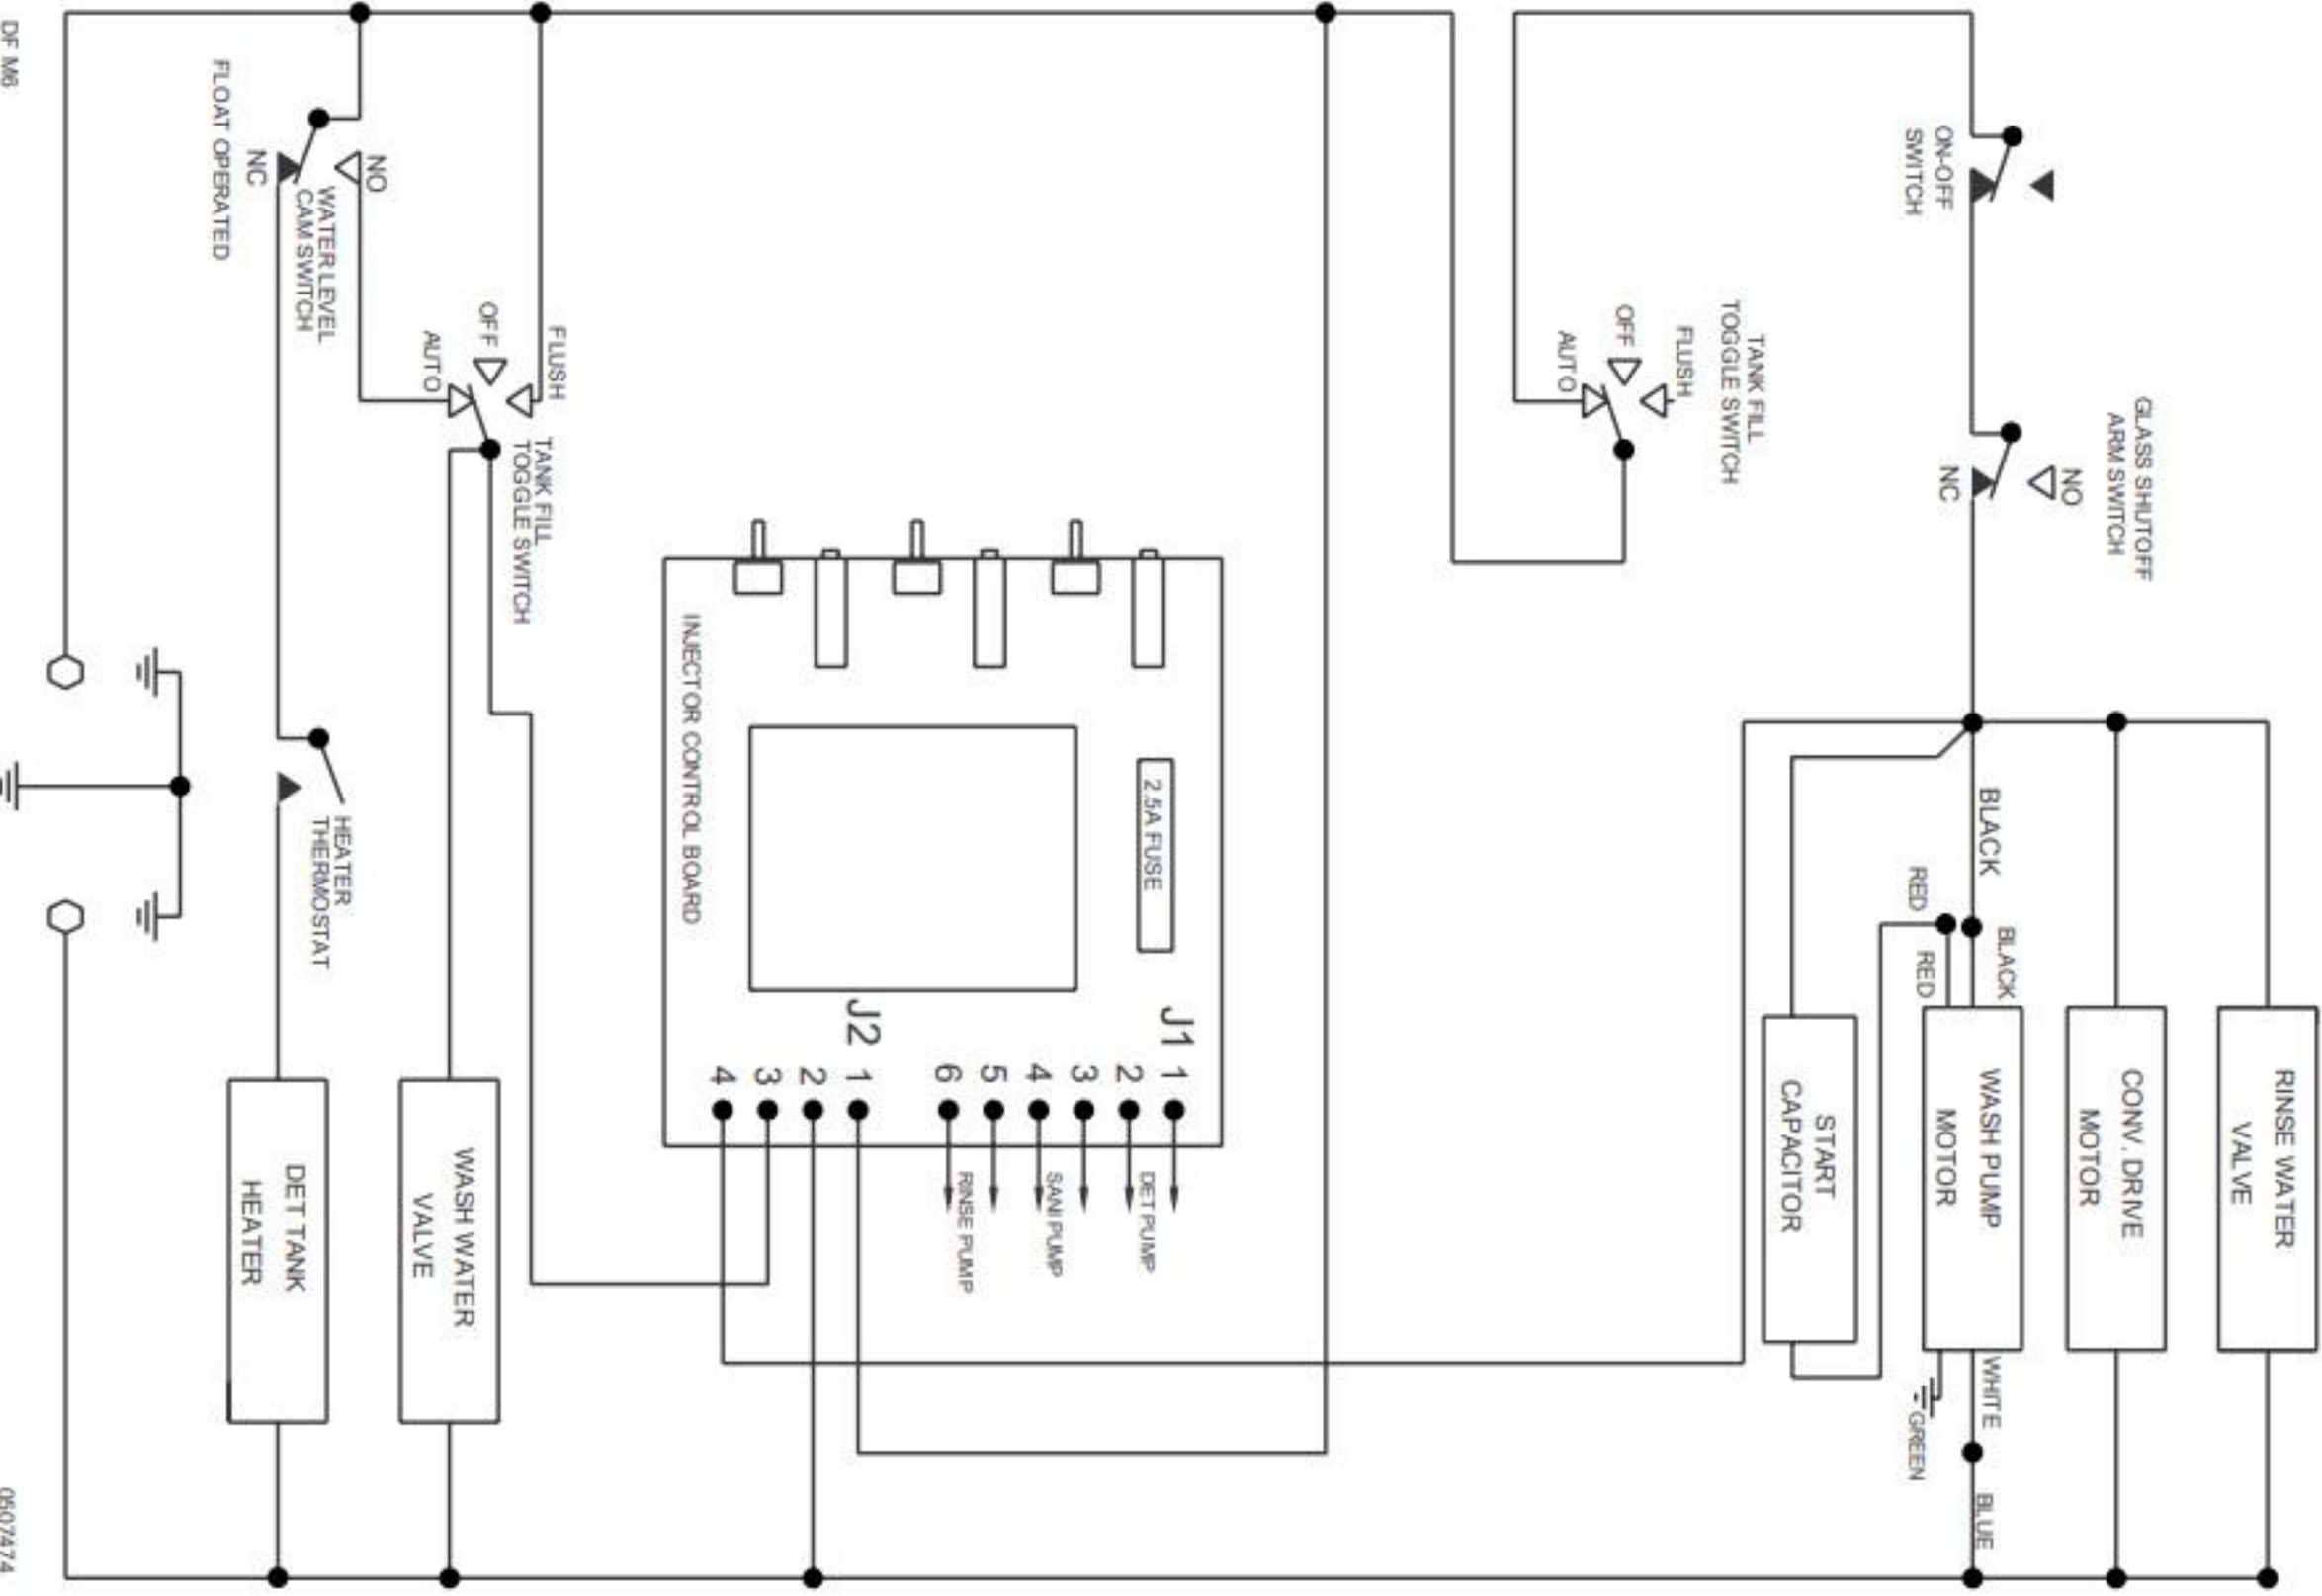 RINSE WATER
VALVE
GLASS SHUTOFF
ARM SWITCH
NO
NC
ON-OFF
SWITCH
CONV. DRIVE
MOTOR
BLACK
BLACK
RED
RED
WASH PUMP
MOTOR
WHITE
BLUE
GREEN
START
CAPACITOR
TANK FILL
TOGGLE SWITCH
FLUSH
OFF
AUTO
J1
1
2
3
4
5
6
DET PUMP
SANI PUMP
RINSE PUMP
2.5A FUSE
J2
1
2
3
4
INJECTOR CONTROL BOARD
FLUSH
OFF
AUTO
TANK FILL
TOGGLE SWITCH
WASH WATER
VALVE
NO
NC
WATER LEVEL
CAM SWITCH
FLOAT OPERATED
HEATER
THERMOSTAT
DET TANK
HEATER
DF M6
0507474